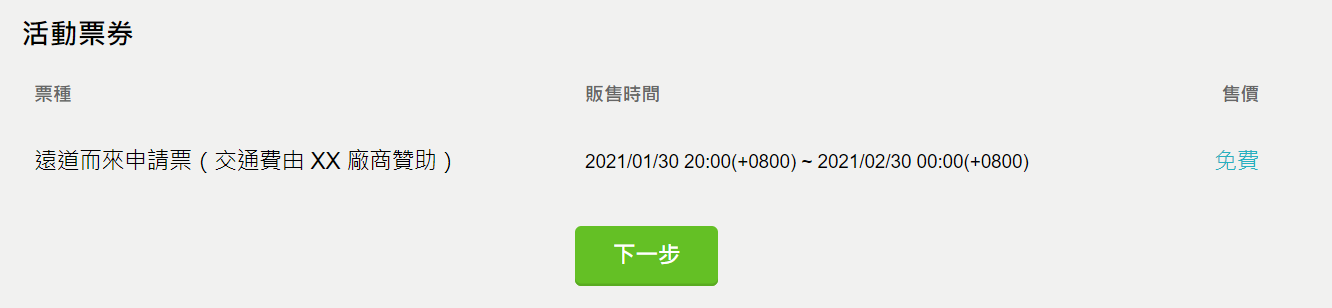 活動票券
票種 販售時間 售價
遠道而來申請票（交通費由 XX 廠商贊助） 2021/01/30 20:00(+0800) ~ 2021/02/30 00:00(+0800) 免費
下一步